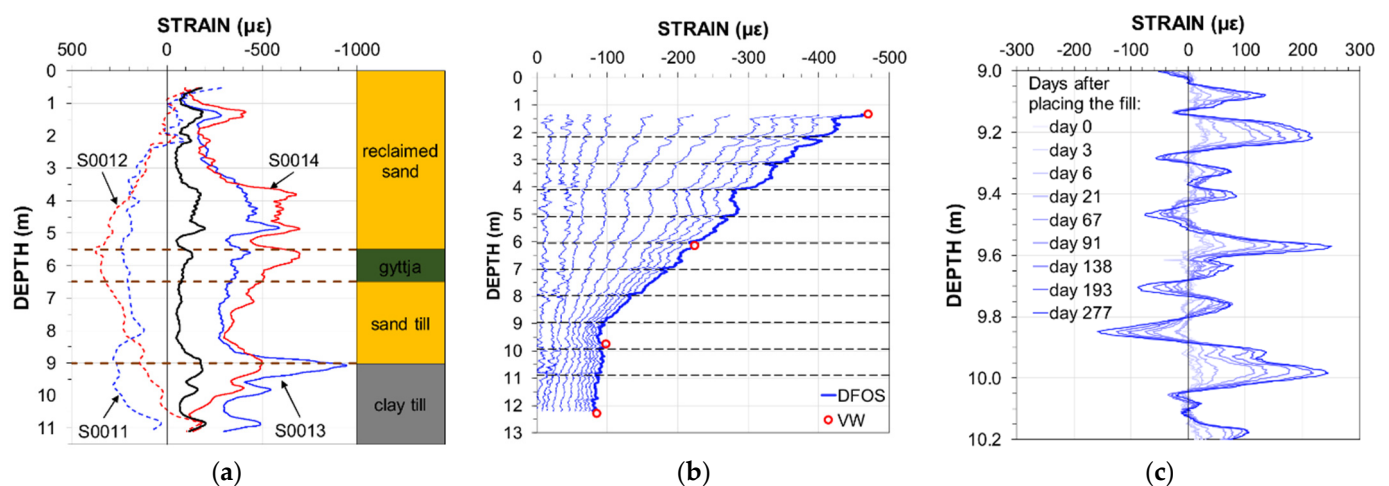 STRAIN (με)
500 0 -500 -1000
DEPTH (m)
0
1
2
3
4
5
6
7
8
9
10
11
S0012
S0014
S0011
S0013
reclaimed
sand
gyttja
sand till
clay till
(a)
STRAIN (με)
0 -100 -200 -300 -400 -500
DEPTH (m)
0
1
2
3
4
5
6
7
8
9
10
11
12
13
DFOS
VW
(b)
STRAIN (με)
-300 -200 -100 0 100 200 300
DEPTH (m)
9.0
9.2
9.4
9.6
9.8
10.0
10.2
Days after
placing the fill:
day 0
day 3
day 6
day 21
day 67
day 91
day 138
day 193
day 277
(c)